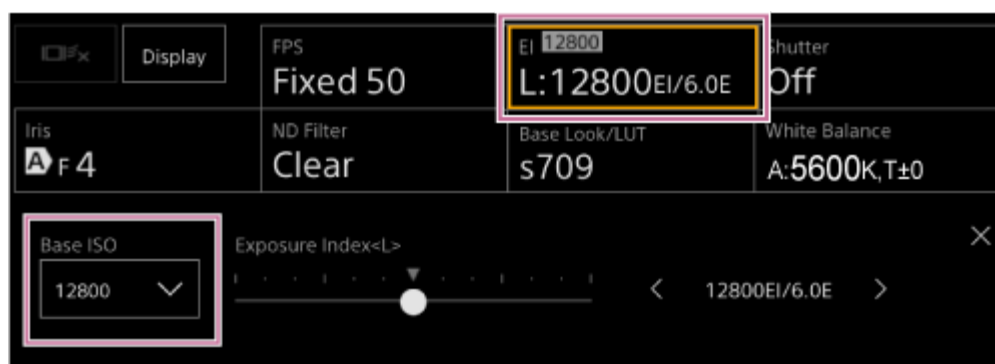 Display
FPS
Fixed 50
EI 12800
L:12800EI/6.0E
Shutter
Off
Iris
A F 4
ND Filter
Clear
Base Look/LUT
s709
White Balance
A:5600K,T±0
Base ISO
12800
Exposure Index<L>
12800EI/6.0E